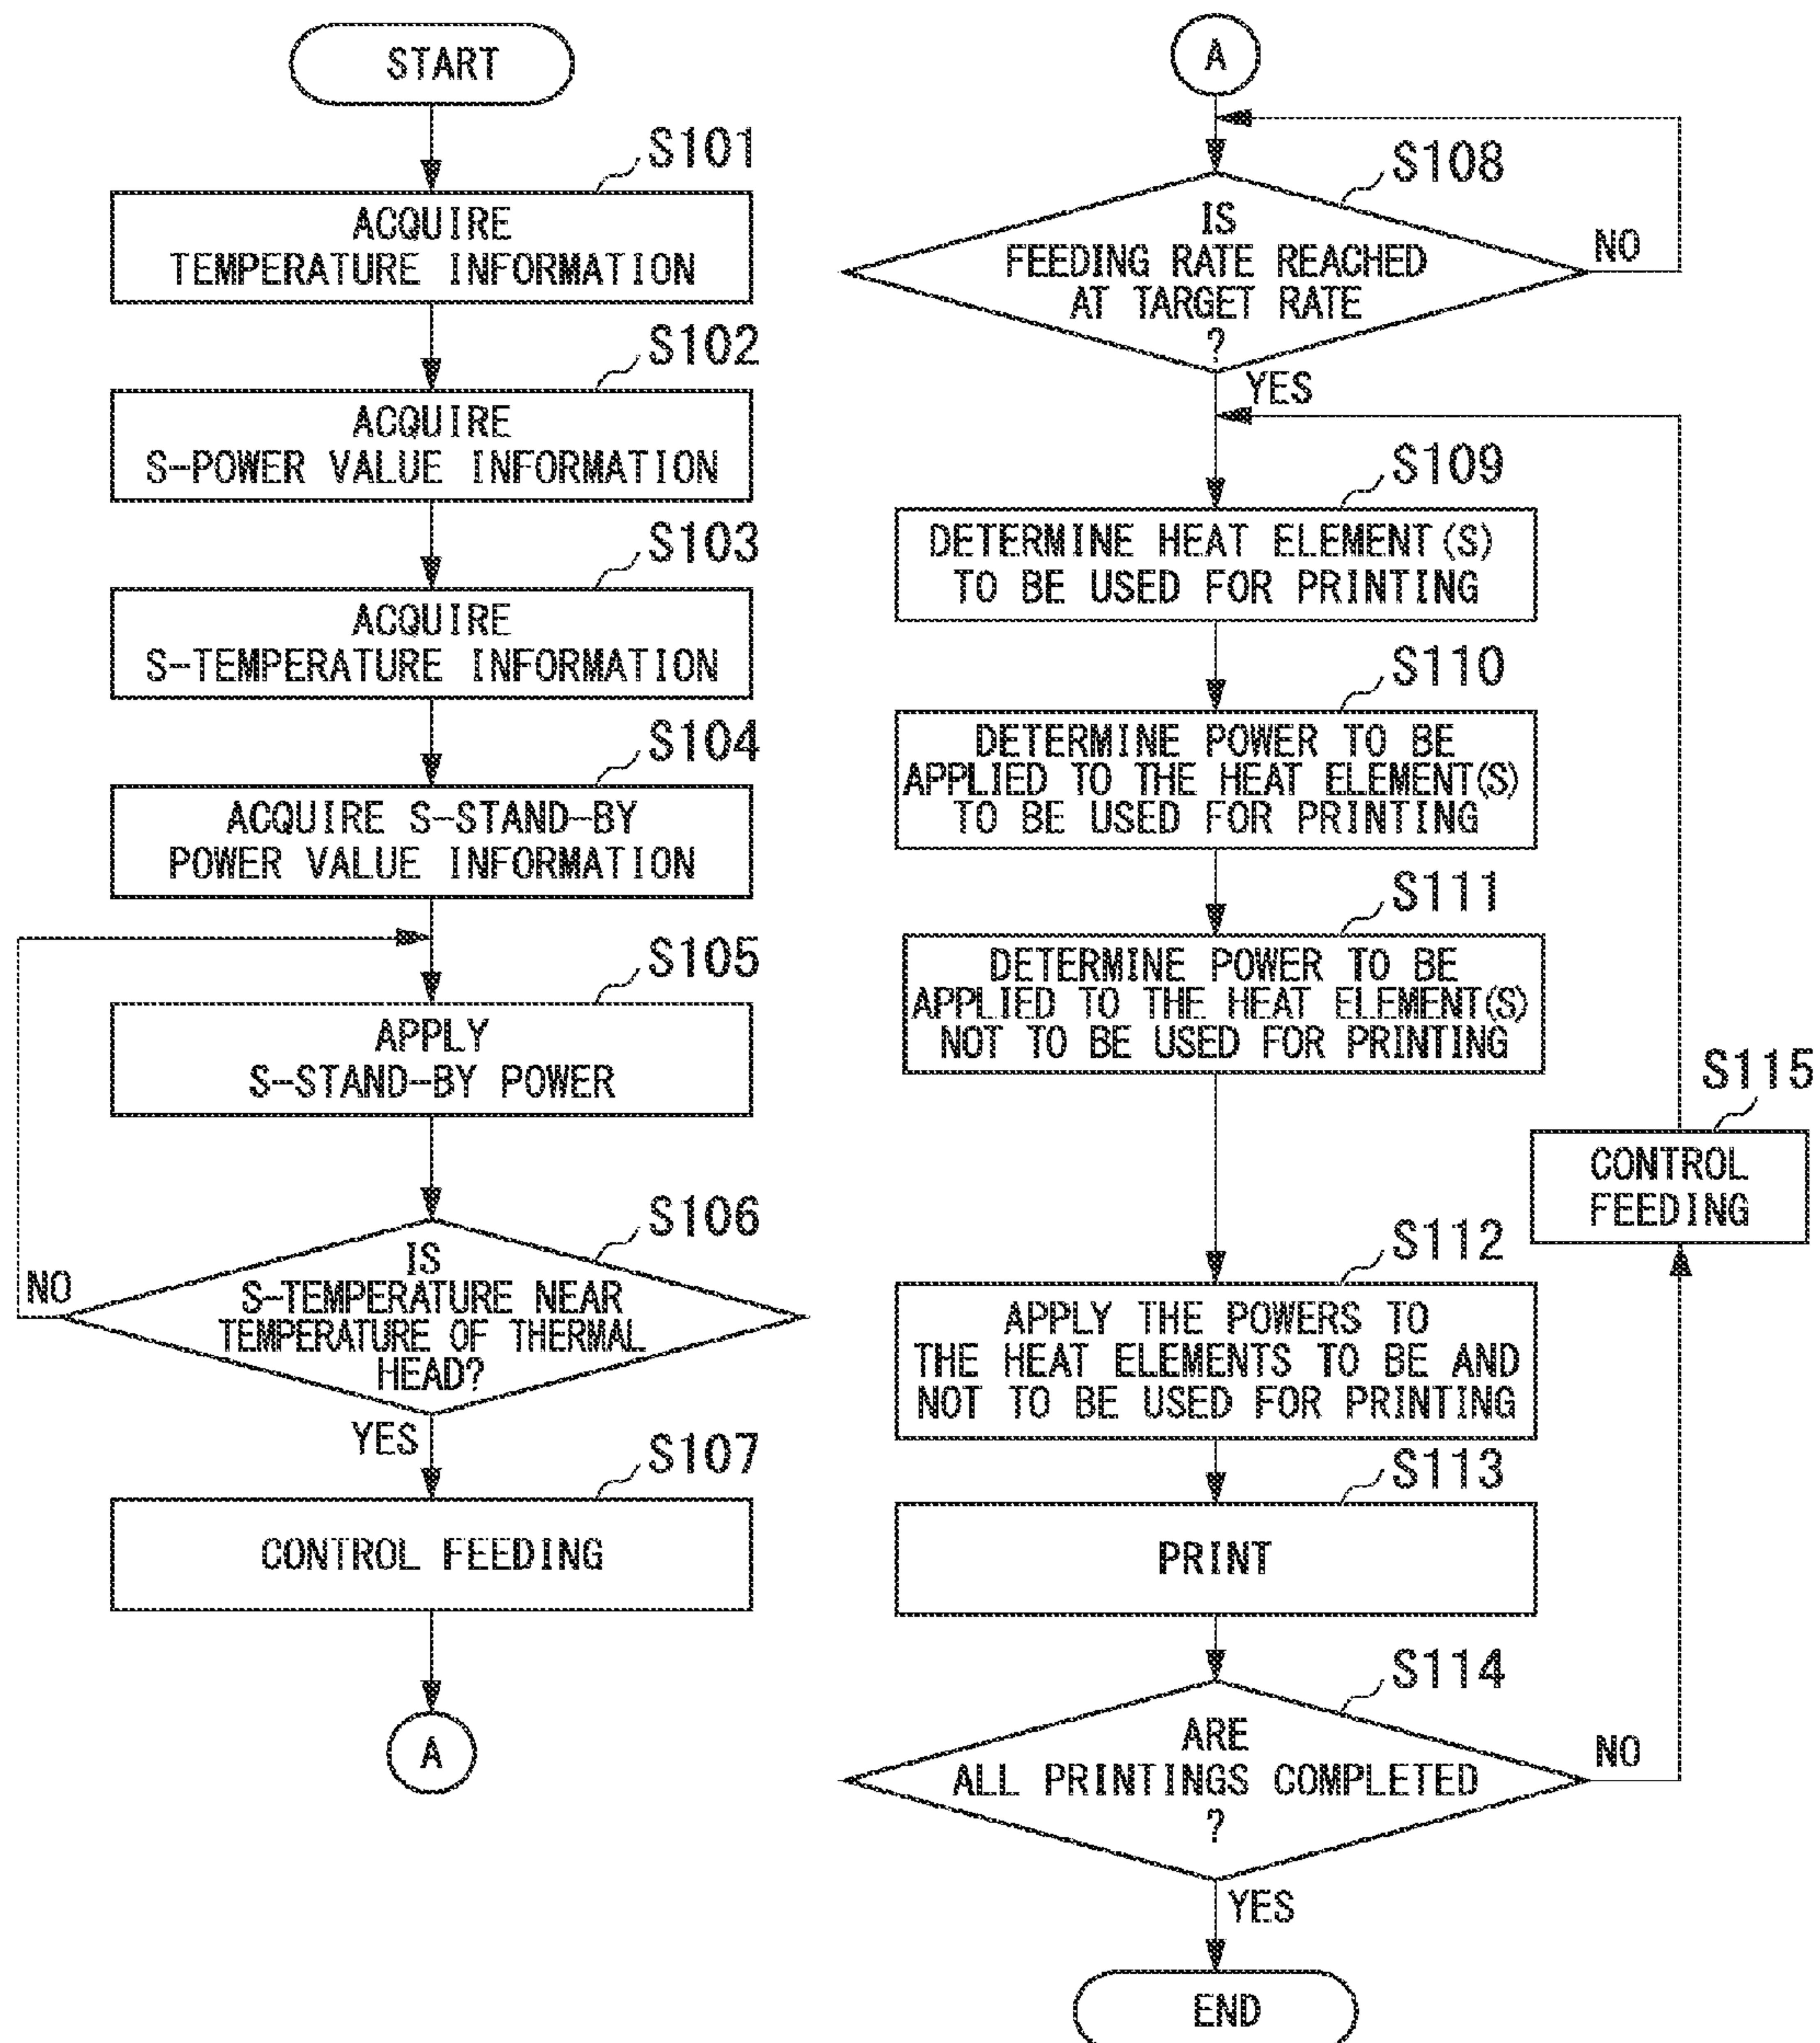 START
S101
ACQUIRE
TEMPERATURE INFORMATION
S102
ACQUIRE
S-POWER VALUE INFORMATION
S103
ACQUIRE
S-TEMPERATURE INFORMATION
S104
ACQUIRE S-STAND-BY
POWER VALUE INFORMATION
S105
APPLY
S-STAND-BY POWER
S106
IS
S-TEMPERATURE NEAR
TEMPERATURE OF THERMAL
HEAD?
NO
YES
S107
CONTROL FEEDING
A
A
S108
IS
FEEDING RATE REACHED
AT TARGET RATE
?
NO
YES
S109
DETERMINE HEAT ELEMENT(S)
TO BE USED FOR PRINTING
S110
DETERMINE POWER TO BE
APPLIED TO THE HEAT ELEMENT(S)
TO BE USED FOR PRINTING
S111
DETERMINE POWER TO BE
APPLIED TO THE HEAT ELEMENT(S)
NOT TO BE USED FOR PRINTING
S112
APPLY THE POWERS TO
THE HEAT ELEMENTS TO BE AND
NOT TO BE USED FOR PRINTING
S113
PRINT
S114
ARE
ALL PRINTINGS COMPLETED
?
NO
YES
S115
CONTROL
FEEDING
END